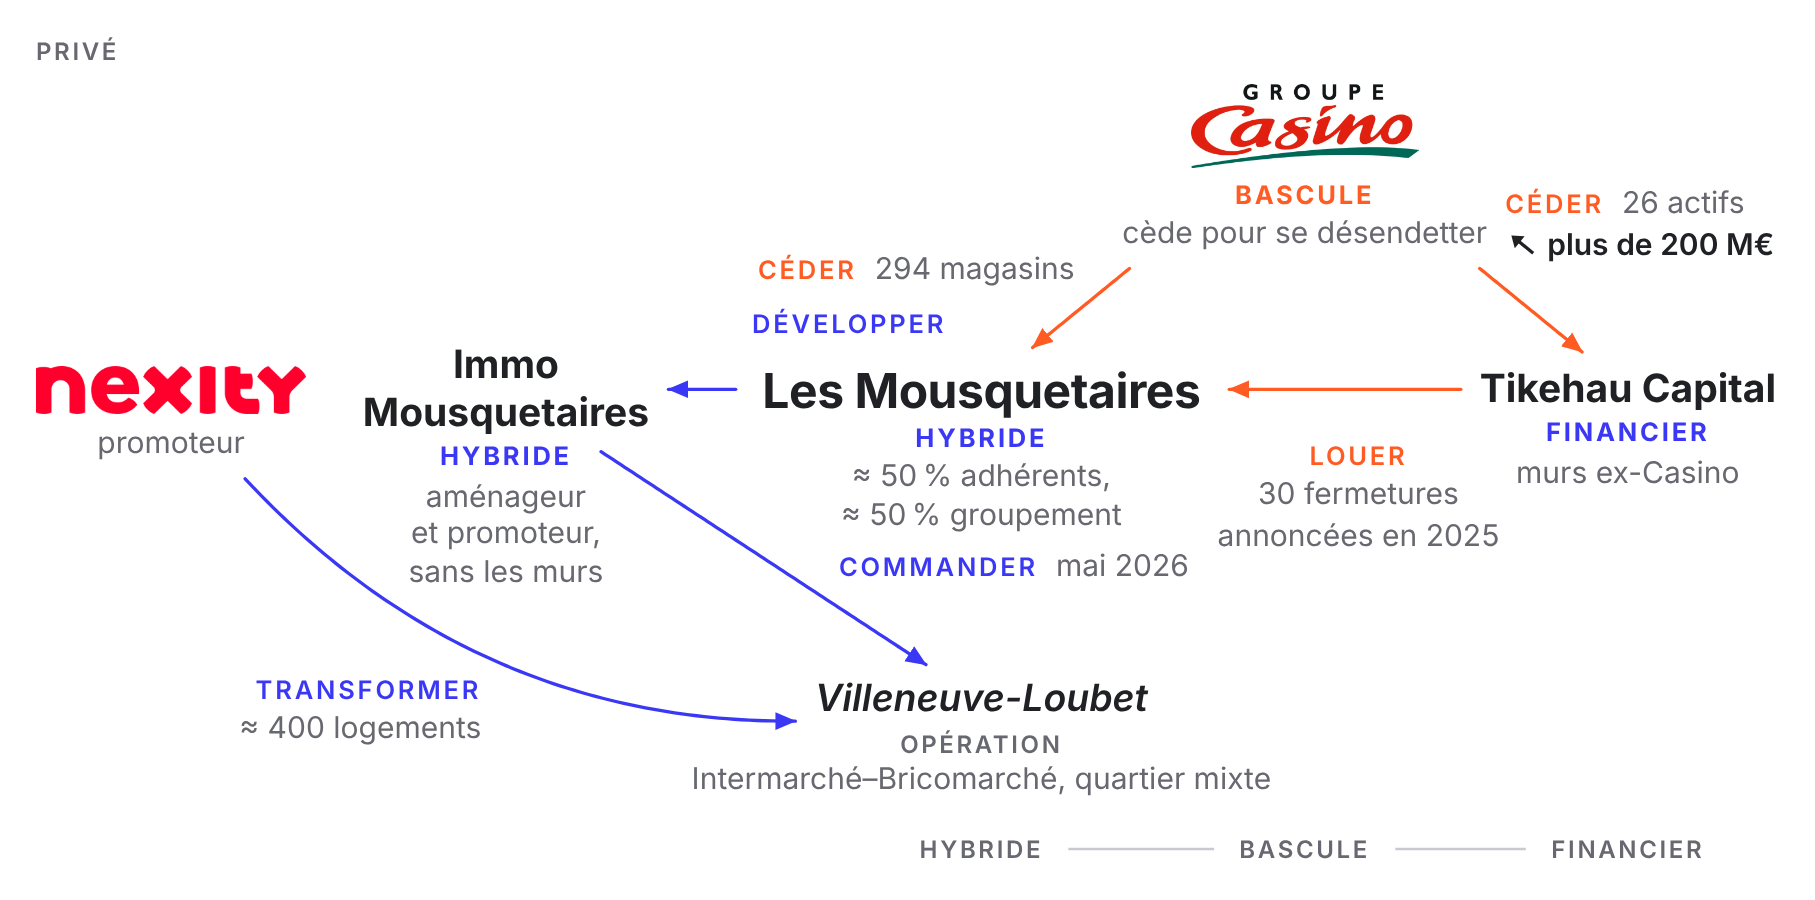 PRIVÉ
GROUPE
Casino
BASCULE
cède pour se désendetter
CÉDER 26 actifs
↖ plus de 200 M€
CÉDER 294 magasins
DÉVELOPPER
nexity
promoteur
Immo
Mousquetaires
HYBRIDE
aménageur
et promoteur,
sans les murs
Les Mousquetaires
HYBRIDE
≈ 50 % adhérents,
≈ 50 % groupement
COMMANDER mai 2026
Tikehau Capital
FINANCIER
murs ex-Casino
LOUER
30 fermetures
annoncées en 2025
TRANSFORMER
≈ 400 logements
Villeneuve-Loubet
OPÉRATION
Intermarché–Bricomarché, quartier mixte
HYBRIDE BASCULE FINANCIER